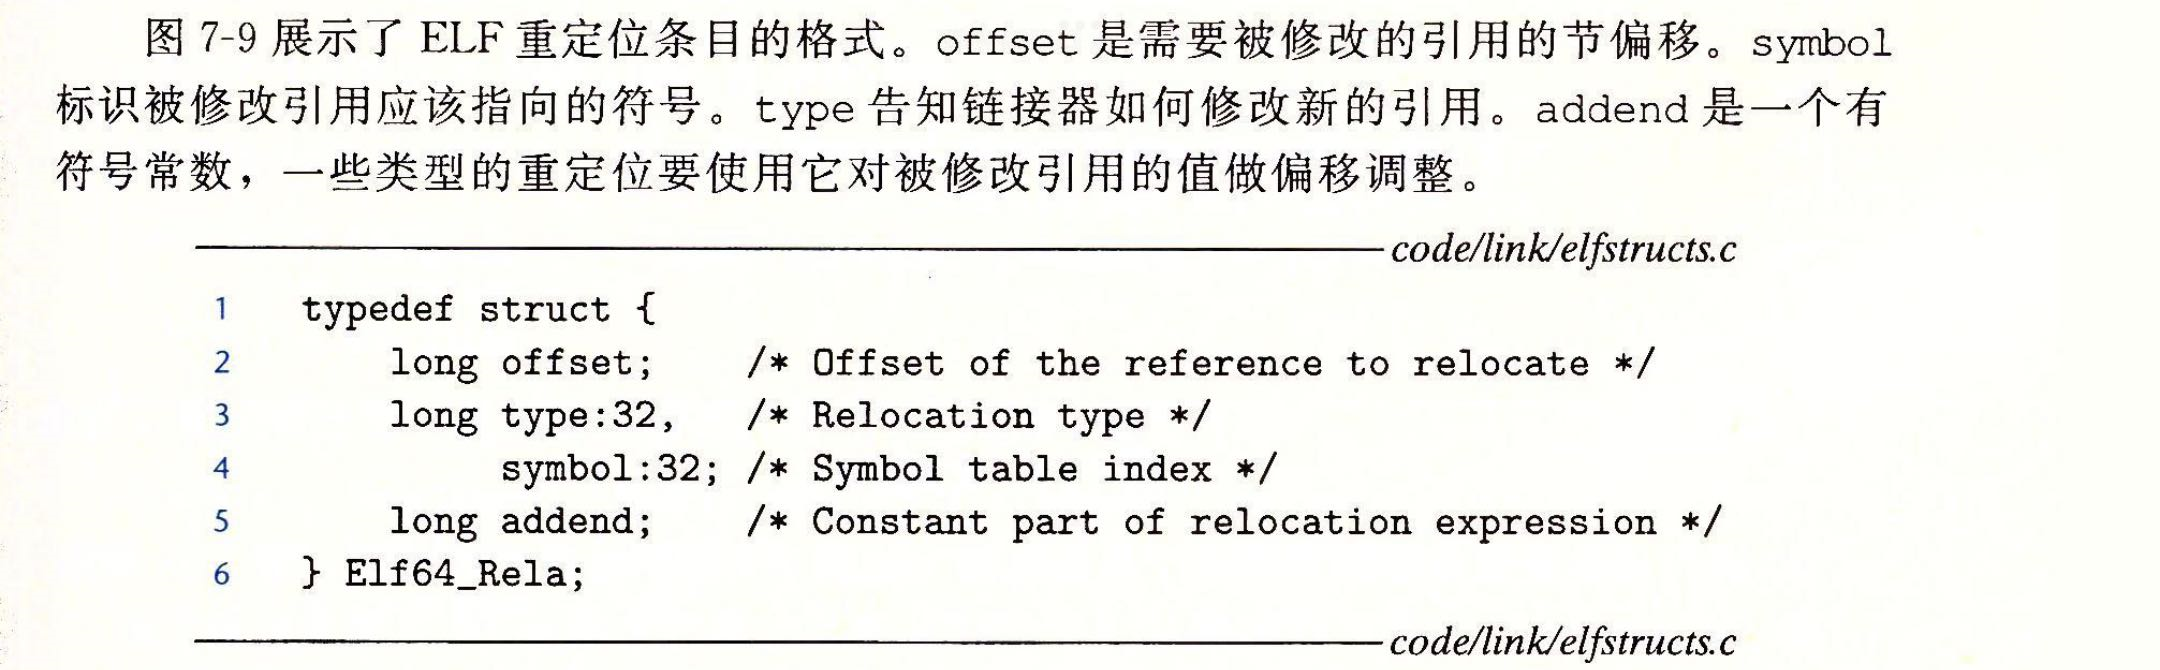 图 7-9 展示了 ELF 重定位条目的格式。offset 是需要被修改的引用的节偏移。symbol
标识被修改引用应该指向的符号。type 告知链接器如何修改新的引用。addend 是一个有
符号常数，一些类型的重定位要使用它对被修改引用的值做偏移调整。
code/link/elfstructs.c
1 typedef struct {
2 long offset; /* Offset of the reference to relocate */
3 long type:32, /* Relocation type */
4 symbol:32; /* Symbol table index */
5 long addend; /* Constant part of relocation expression */
6 } Elf64_Rela;
code/link/elfstructs.c